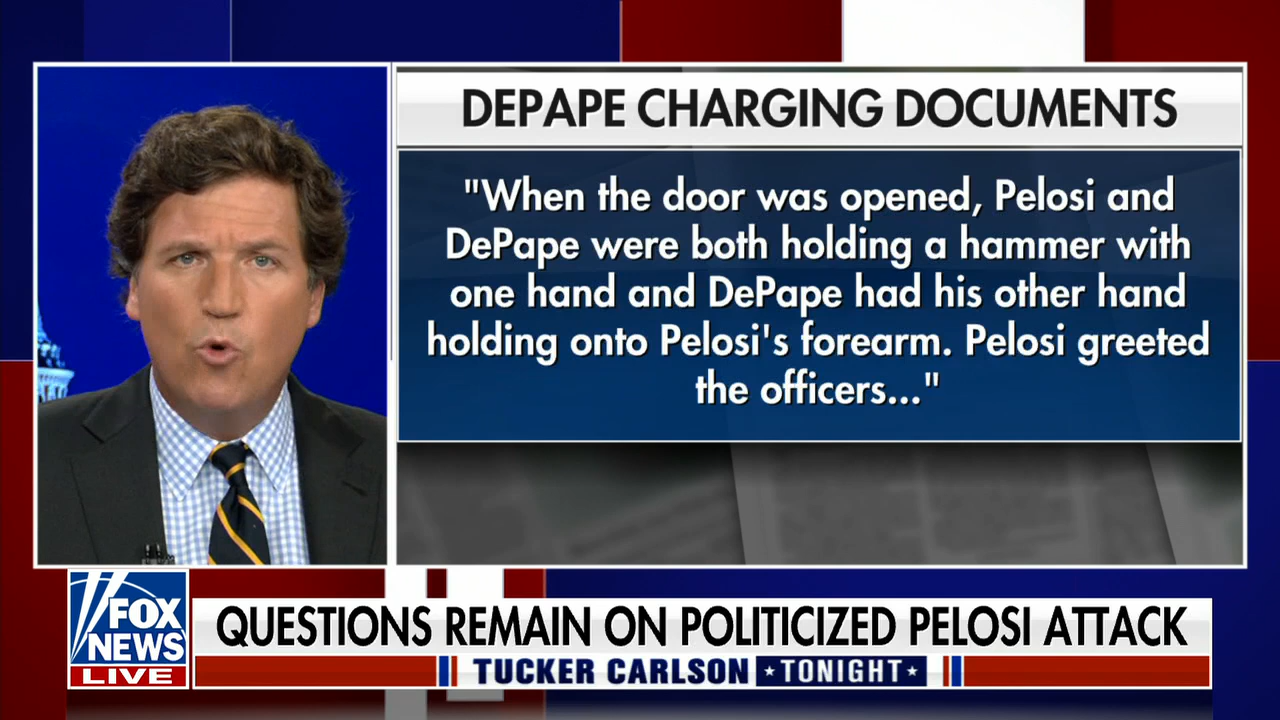 DEPAPE CHARGING DOCUMENTS
"When the door was opened, Pelosi and
DePape were both holding a hammer with
one hand and DePape had his other hand
holding onto Pelosi's forearm. Pelosi greeted
the officers..."
FOX
NEWS
LIVE
QUESTIONS REMAIN ON POLITICIZED PELOSI ATTACK
TUCKER CARLSON TONIGHT